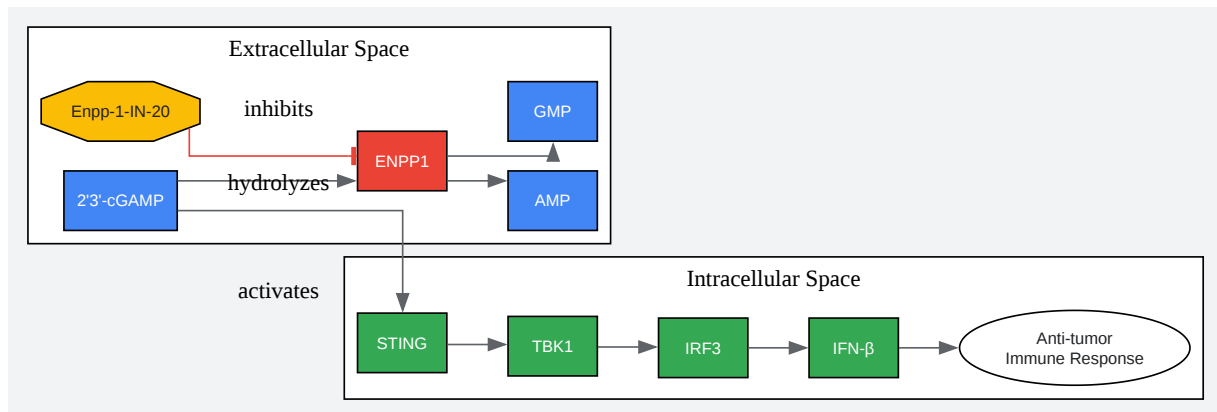 Extracellular Space
Enpp-1-IN-20
inhibits
GMP
ENPP1
hydrolyzes
2'3'-cGAMP
AMP
activates
Intracellular Space
STING
TBK1
IRF3
IFN-β
Anti-tumor
Immune Response